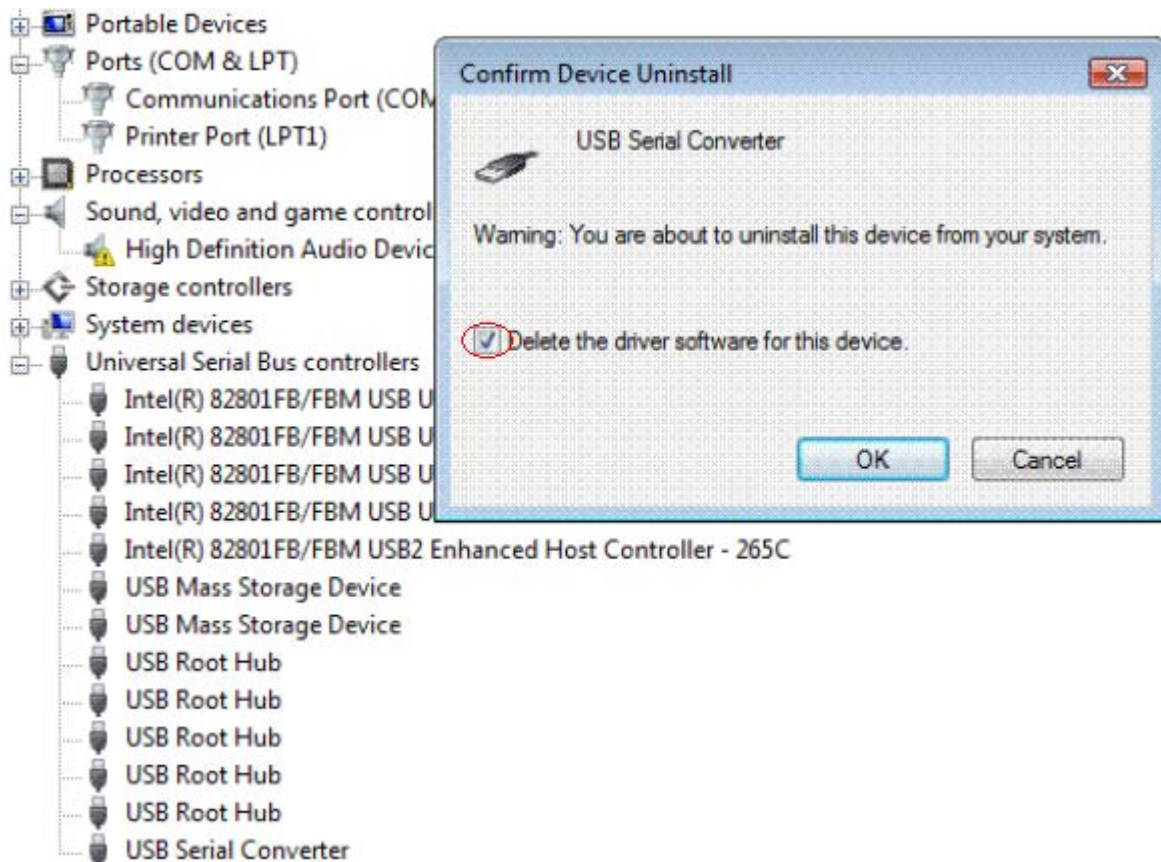 Portable Devices
Ports (COM & LPT)
Communications Port (COM
Printer Port (LPT1)
Processors
Sound, video and game control
High Definition Audio Devic
Storage controllers
System devices
Universal Serial Bus controllers
Intel(R) 82801FB/FBM USB U
Intel(R) 82801FB/FBM USB U
Intel(R) 82801FB/FBM USB U
Intel(R) 82801FB/FBM USB U
Intel(R) 82801FB/FBM USB2 Enhanced Host Controller - 265C
USB Mass Storage Device
USB Mass Storage Device
USB Root Hub
USB Root Hub
USB Root Hub
USB Root Hub
USB Root Hub
USB Serial Converter
Confirm Device Uninstall
USB Serial Converter
Warning: You are about to uninstall this device from your system.
Delete the driver software for this device.
OK
Cancel